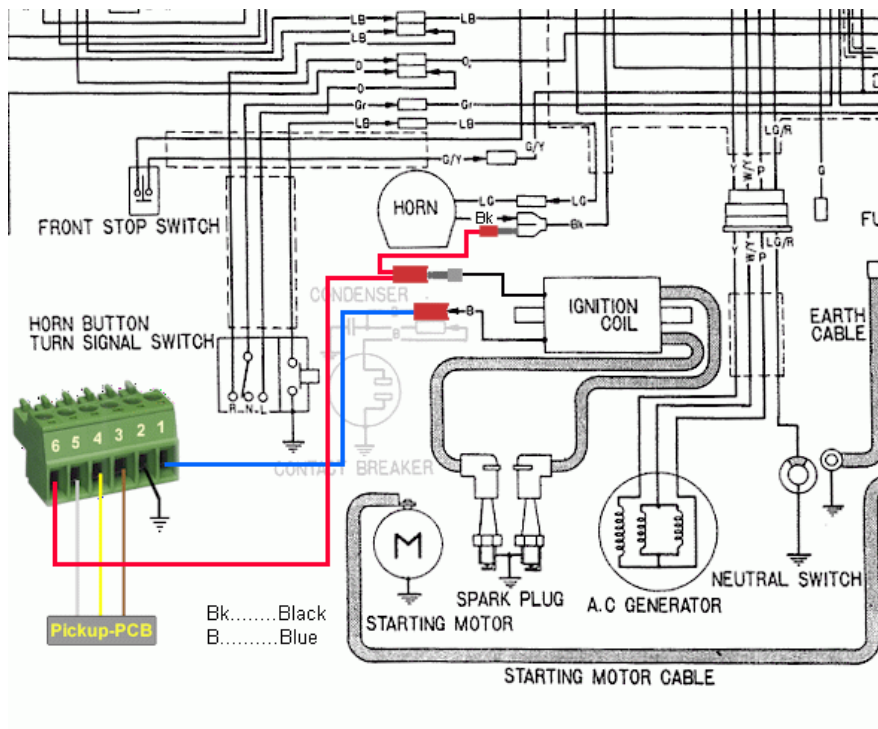 LB
LB
LB
O
O
O
Gr
Gr
LB
LB
LG/R
G/Y
G/Y
Y
W/Y
P
G
FRONT STOP SWITCH
HORN
LG
LG
Bk
Bk
FU
Y
W/Y
P
LG/R
CONDENSER
IGNITION
COIL
EARTH
CABLE
HORN BUTTON
TURN SIGNAL SWITCH
B
B
B
R
N
L
6 5 4 3 2 1
CONTACT BREAKER
M
SPARK PLUG
A.C GENERATOR
NEUTRAL SWITCH
STARTING MOTOR
Pickup-PCB
Bk........Black
B..........Blue
STARTING MOTOR CABLE